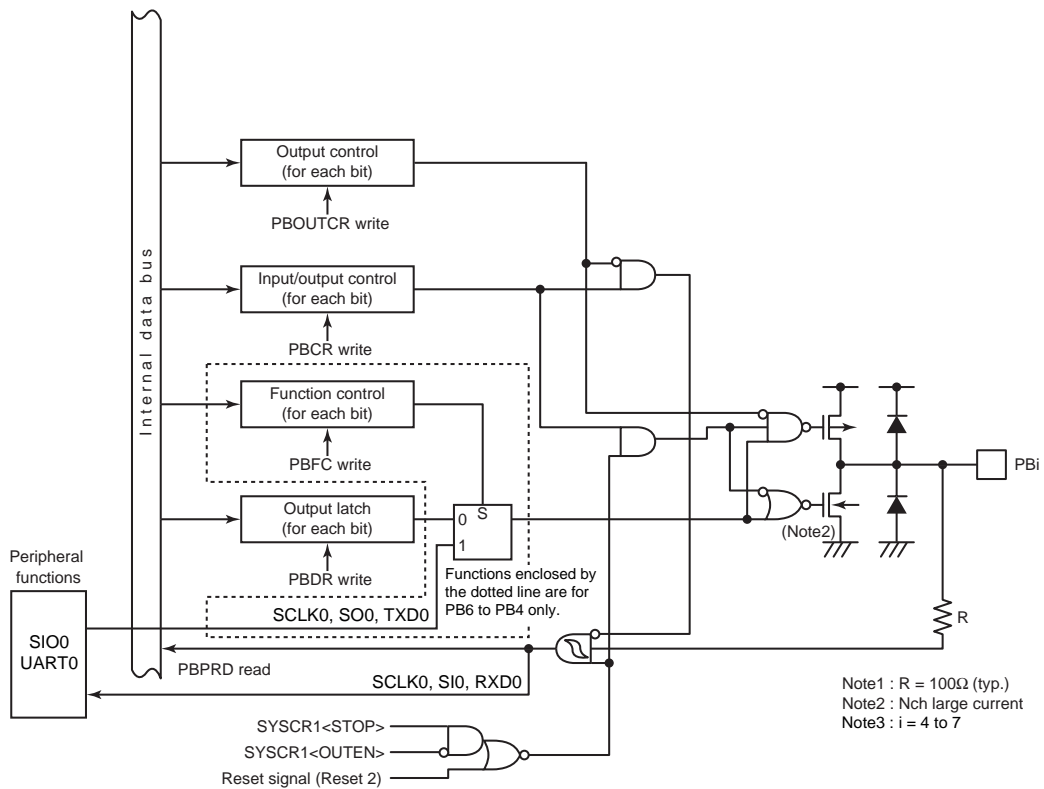 Output control
(for each bit)
PBOUTCR write
Internal data bus
Input/output control
(for each bit)
PBCR write
Function control
(for each bit)
PBFC write
Output latch
(for each bit)
PBDR write
S
0
1
Functions enclosed by
the dotted line are for
PB6 to PB4 only.
(Note2)
PBi
R
Peripheral
functions
SIO0
UART0
SCLK0, SO0, TXD0
PBPRD read
SCLK0, SI0, RXD0
SYSCR1<STOP>
SYSCR1<OUTEN>
Reset signal (Reset 2)
Note1 : R = 100Ω (typ.)
Note2 : Nch large current
Note3 : i = 4 to 7